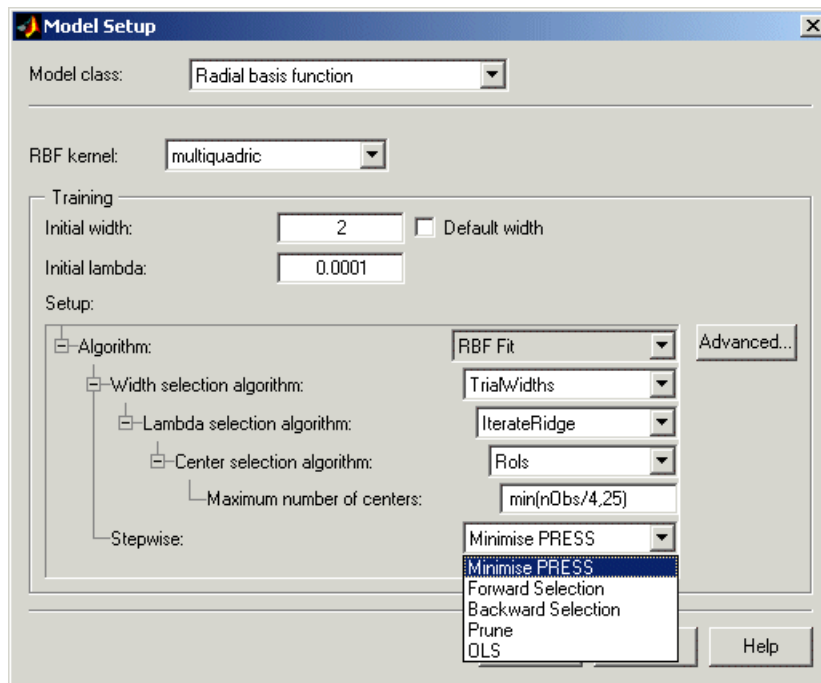 Model Setup
Model class: Radial basis function
RBF kernel: multiquadric
Training
Initial width: 2 Default width
Initial lambda: 0.0001
Setup:
Algorithm: RBF Fit Advanced...
Width selection algorithm: TrialWidths
Lambda selection algorithm: IterateRidge
Center selection algorithm: Rols
Maximum number of centers: min(nObs/4,25)
Stepwise: Minimise PRESS
Minimise PRESS
Forward Selection
Backward Selection
Prune
OLS
Help